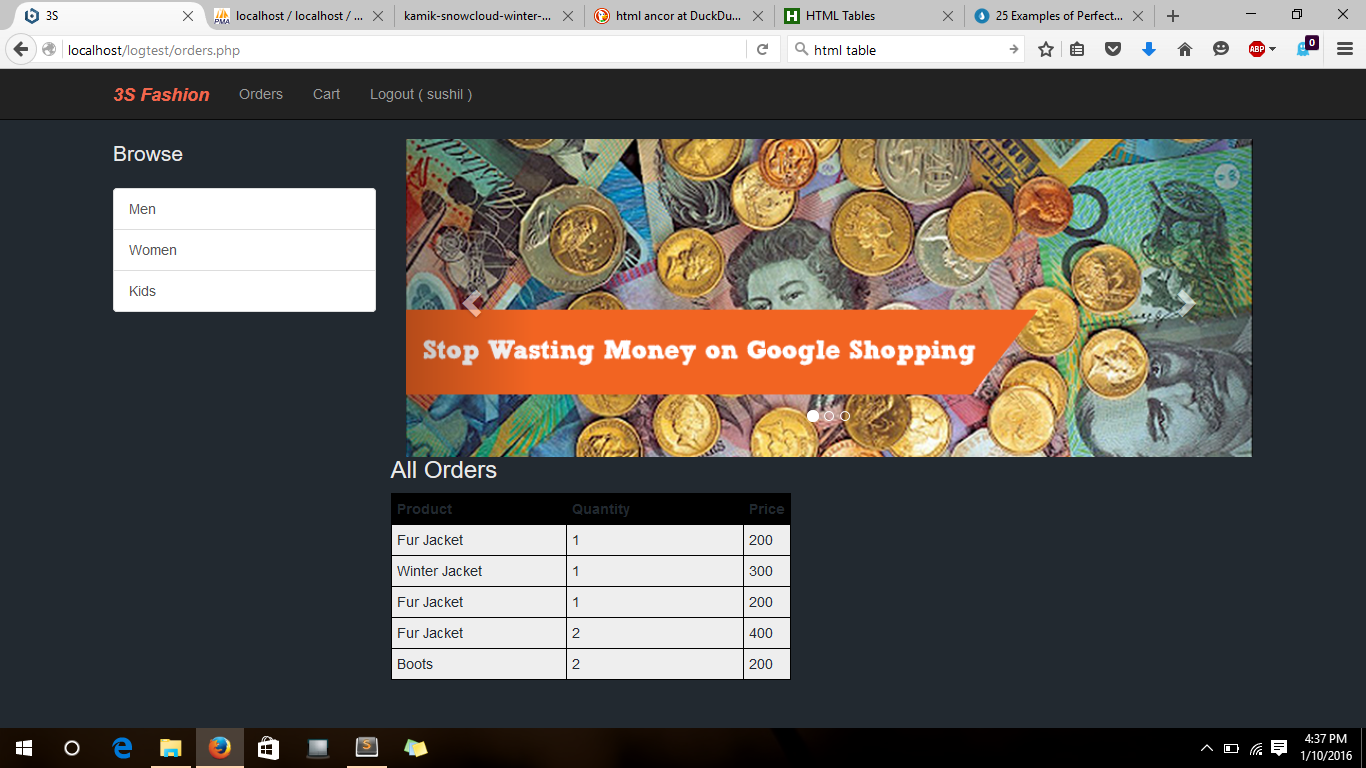 3S
localhost / localhost / ...
kamik-snowcloud-winter-...
html ancor at DuckDu...
HTML Tables
25 Examples of Perfect...
localhost/logtest/orders.php
html table
ABP
0
3S Fashion
Orders
Cart
Logout ( sushil )
Browse
Men
Women
Kids
Stop Wasting Money on Google Shopping
All Orders
Product Quantity Price
Fur Jacket 1 200
Winter Jacket 1 300
Fur Jacket 1 200
Fur Jacket 2 400
Boots 2 200
4:37 PM
1/10/2016